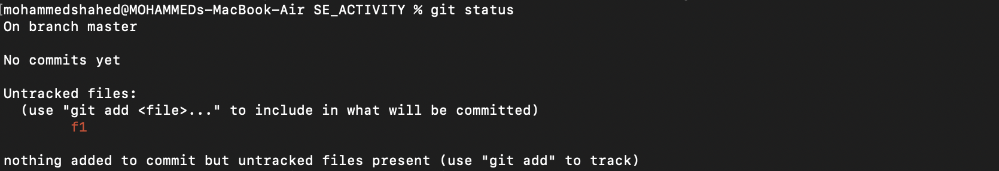 [mohammedshahed@MOHAMMEDs-MacBook-Air SE_ACTIVITY % git status
On branch master
No commits yet
Untracked files:
(use "git add <file>..." to include in what will be committed)
f1
nothing added to commit but untracked files present (use "git add" to track)